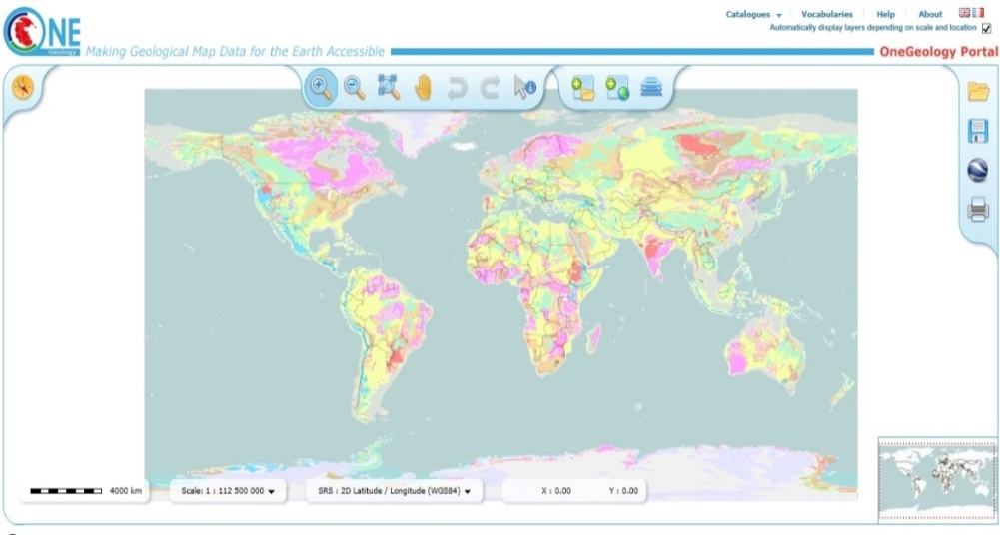 Catalogues Vocabularies Help About
Automatically display layers depending on scale and location
ONE
Geology
Making Geological Map Data for the Earth Accessible
OneGeology Portal
4000 km
Scale: 1 : 112 500 000
SRS : 2D Latitude / Longitude (WGS84)
X : 0.00 Y : 0.00